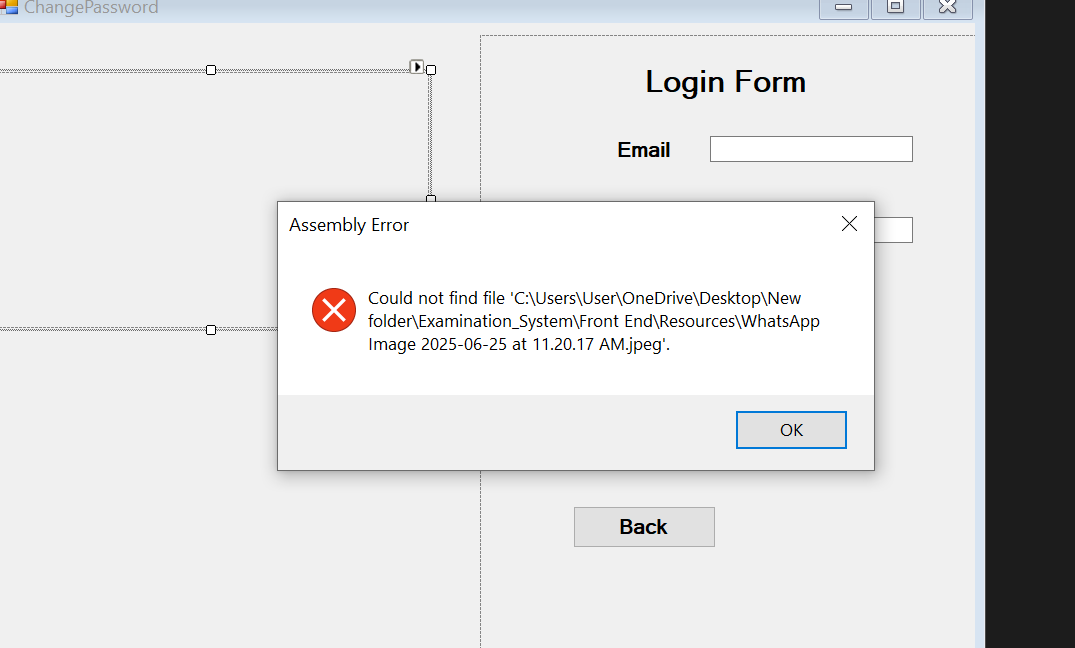 ChangePassword
Login Form
Email
Assembly Error
Could not find file 'C:\Users\User\OneDrive\Desktop\New
folder\Examination_System\Front End\Resources\WhatsApp
Image 2025-06-25 at 11.20.17 AM.jpeg'.
OK
Back